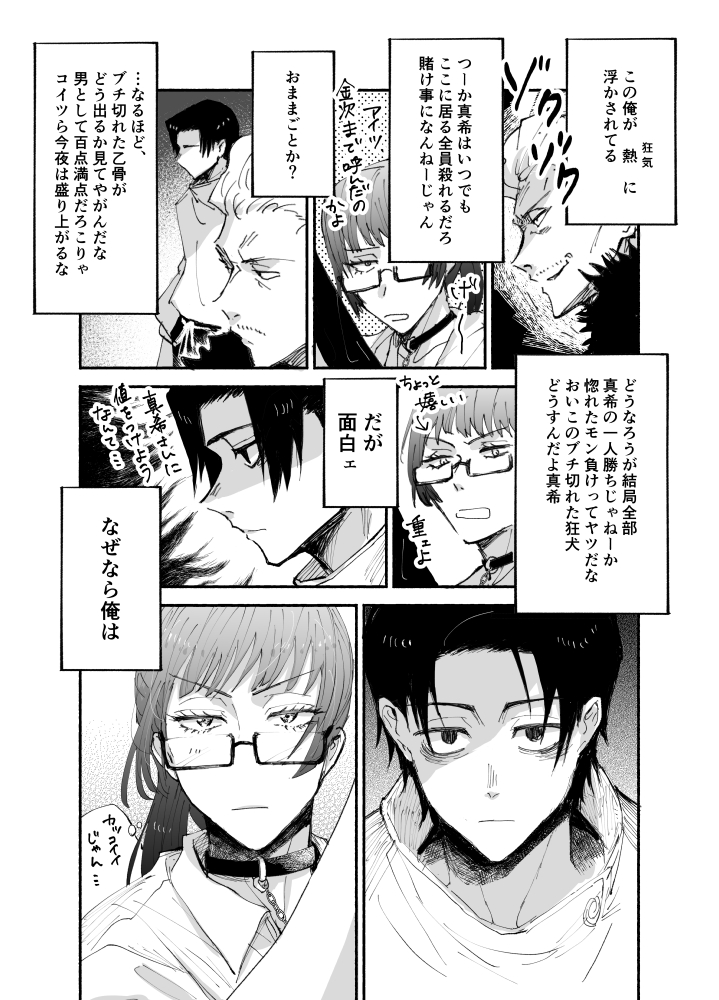 この俺が
熱に
狂気
浮かされてる
ゾクゾクッ
つーか真希はいつでも
ここに居る全員殺れるだろ
賭け事になんねーじゃん
アイツ
金次まで呼んだの
かよ
げ〜
おままごとか？
…なるほど、
ブチ切れた乙骨が
どう出るか見てやがんだな
男として百点満点だろこりゃ
コイツら今夜は盛り上がるな
どうなろうが結局全部
真希の一人勝ちじゃねーか
惚れたモン負けってヤツだな
おいこのブチ切れた狂犬
どうすんだよ真希
ちょっと
嬉しい
重ェよ
だが
面白ェ
真希さんに
値をつけよう
なんて…
なぜなら俺は
カッコイイ
じゃん…